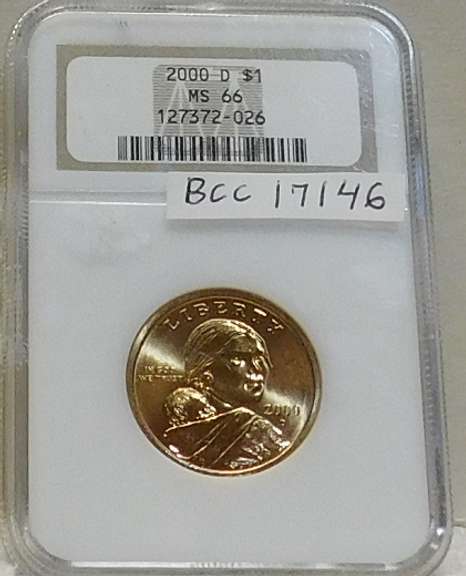 2000 D $1
MS 66
127372-026
BCC 17146
LIBERTY
IN GOD
WE TRUST
2000
D